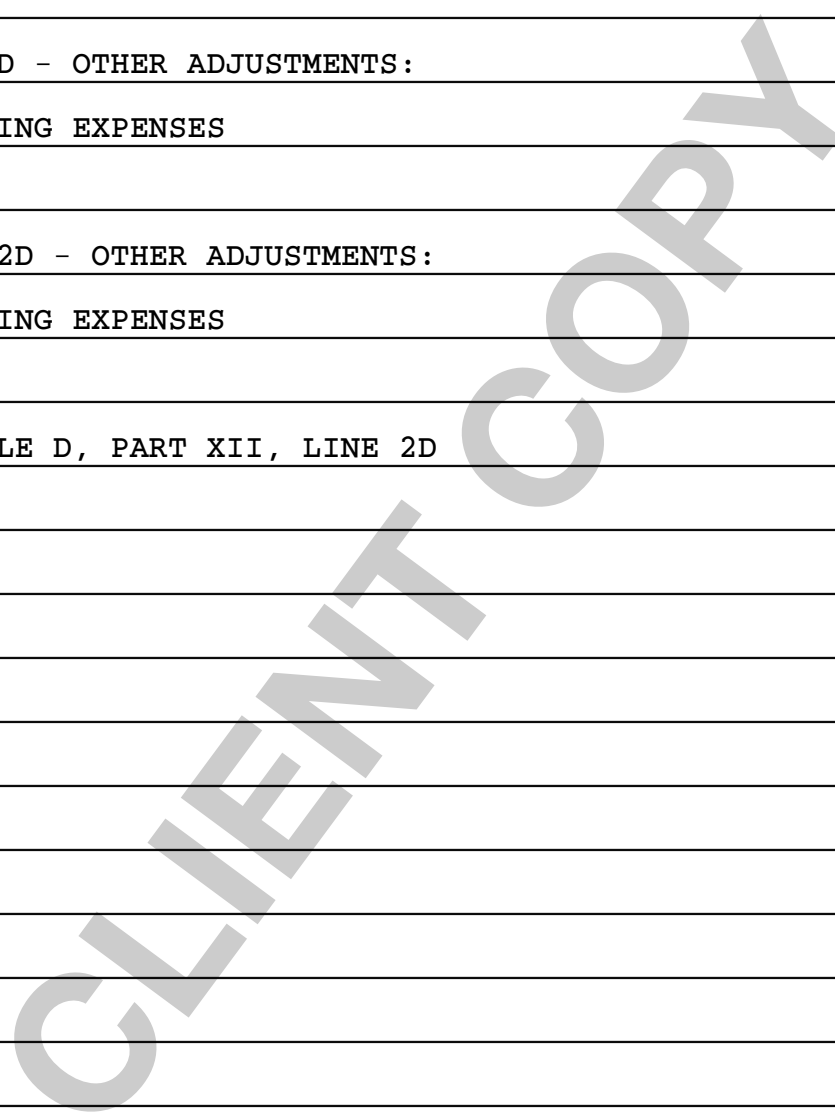 D - OTHER ADJUSTMENTS:
ING EXPENSES
2D - OTHER ADJUSTMENTS:
ING EXPENSES
LE D, PART XII, LINE 2D
CLIENT COPY